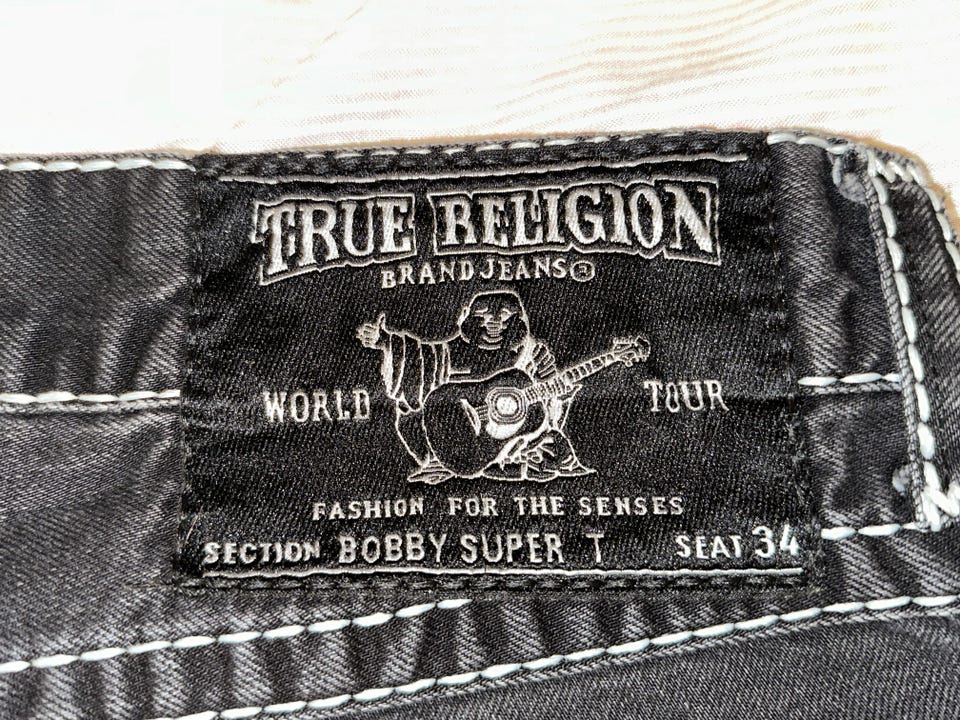 TRUE RELIGION
BRAND JEANS®
WORLD TOUR
FASHION FOR THE SENSES
SECTION BOBBY SUPER T SEAT 34